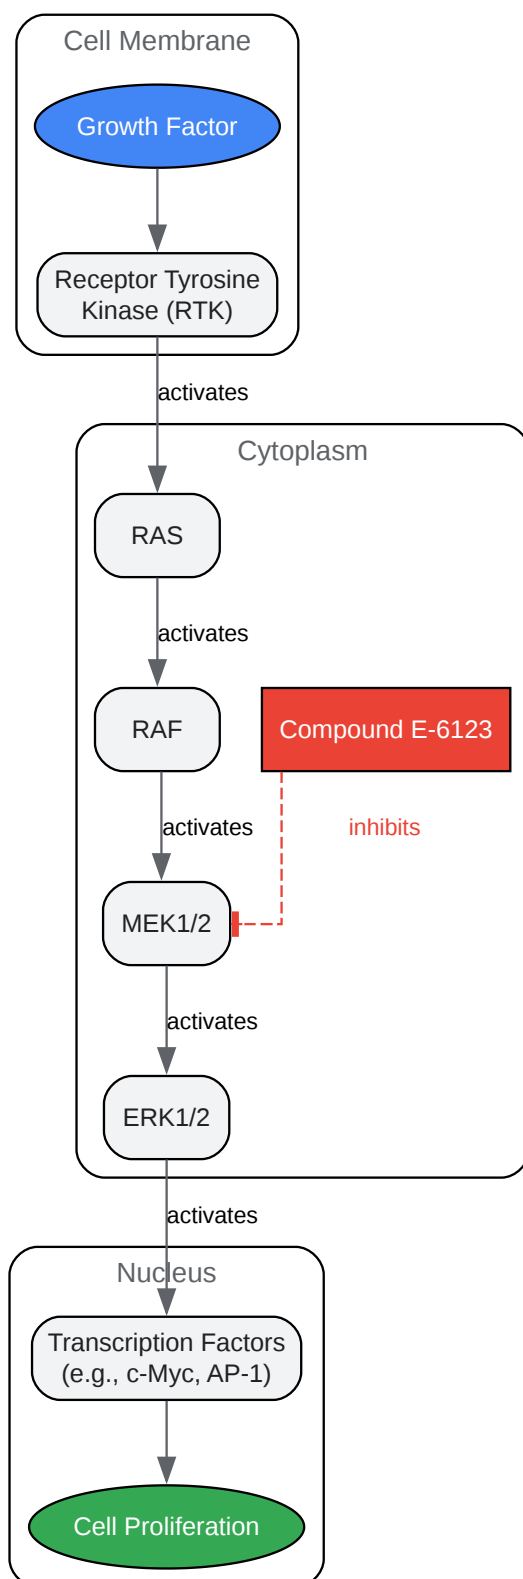 Cell Membrane
Growth Factor
Receptor Tyrosine
Kinase (RTK)
activates
Cytoplasm
RAS
activates
RAF
Compound E-6123
activates
inhibits
MEK1/2
activates
ERK1/2
activates
Nucleus
Transcription Factors
(e.g., c-Myc, AP-1)
Cell Proliferation